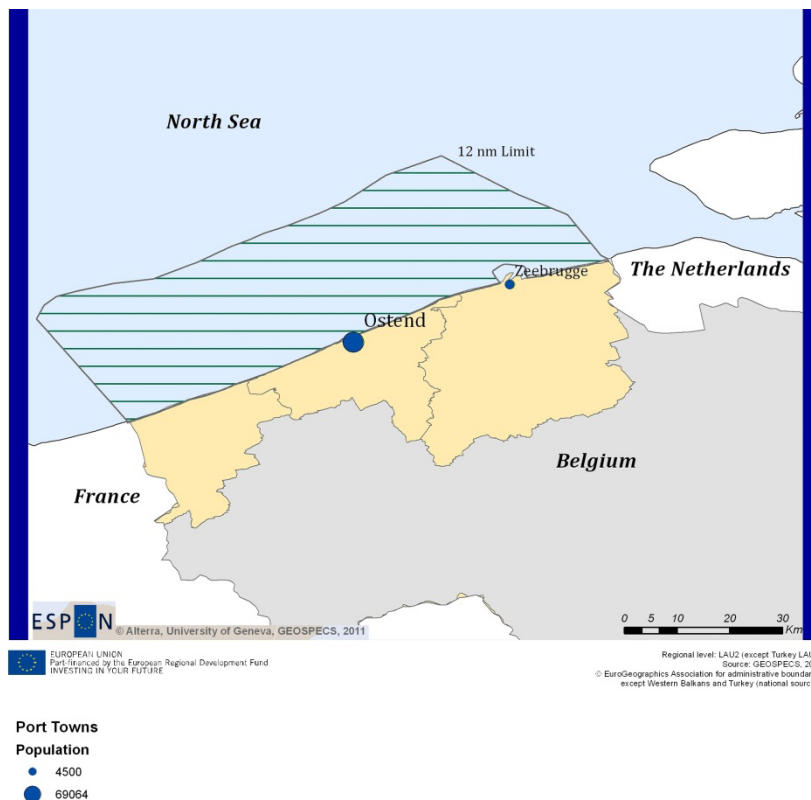 North Sea
12 nm Limit
Zeebrugge
The Netherlands
Ostend
Belgium
France
ESPON
© Alterra, University of Geneva, GEOSPECS, 2011
0 5 10 20 30
Km
EUROPEAN UNION
Part-financed by the European Regional Development Fund
INVESTING IN YOUR FUTURE
Regional level: LAU2 (except Turkey LAU
Source: GEOSPECS, 20
© EuroGeographics Association for administrative boundar
except Western Balkans and Turkey (national sourc
Port Towns
Population
4500
69064